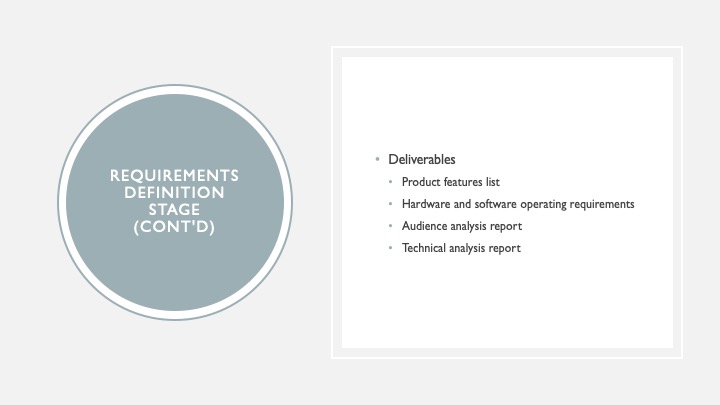 REQUIREMENTS
DEFINITION
STAGE
(CONT'D)
• Deliverables
• Product features list
• Hardware and software operating requirements
• Audience analysis report
• Technical analysis report